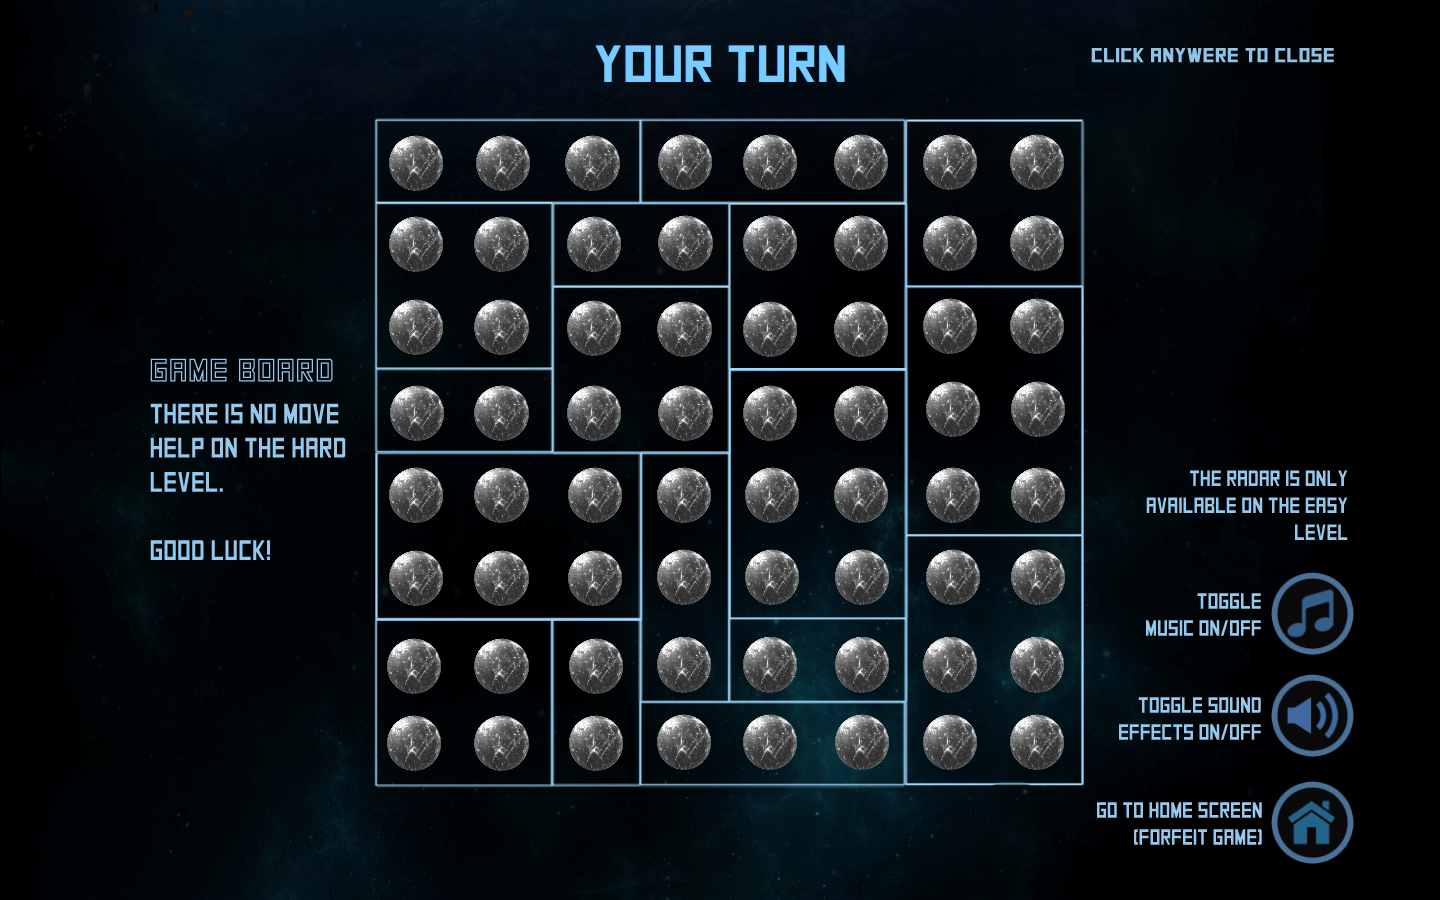 YOUR TURN
CLICK ANYWERE TO CLOSE
GAME BOARD
THERE IS NO MOVE
HELP ON THE HARD
LEVEL.
GOOD LUCK!
THE RADAR IS ONLY
AVAILABLE ON THE EASY
LEVEL
TOGGLE
MUSIC ON/OFF
TOGGLE SOUND
EFFECTS ON/OFF
GO TO HOME SCREEN
(FORFEIT GAME)